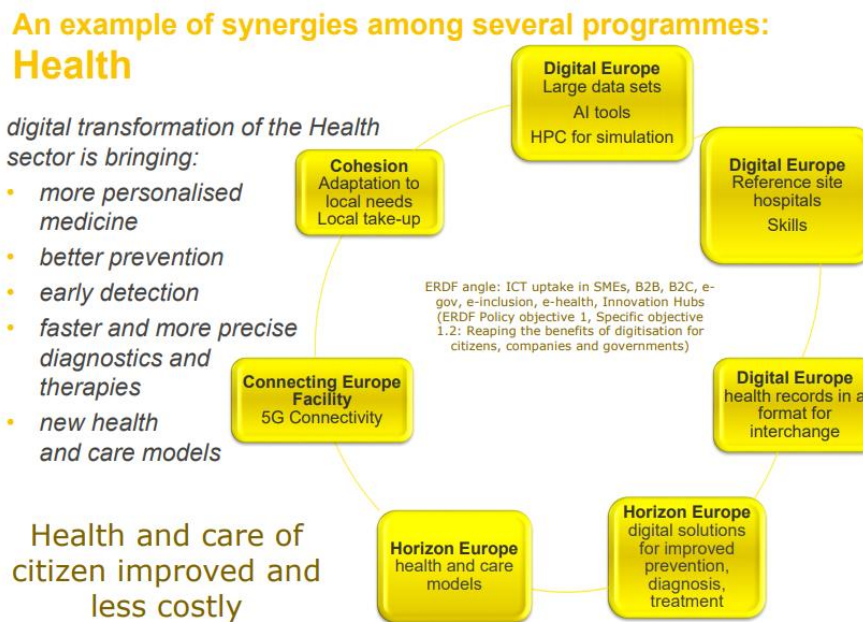 An example of synergies among several programmes:
Health
digital transformation of the Health
sector is bringing:
• more personalised
medicine
• better prevention
• early detection
• faster and more precise
diagnostics and
therapies
• new health
and care models
Health and care of
citizen improved and
less costly
Digital Europe
Large data sets
AI tools
HPC for simulation
Digital Europe
Reference site
hospitals
Skills
Digital Europe
health records in a
format for
interchange
Horizon Europe
digital solutions
for improved
prevention,
diagnosis,
treatment
Horizon Europe
health and care
models
Connecting Europe
Facility
5G Connectivity
Cohesion
Adaptation to
local needs
Local take-up
ERDF angle: ICT uptake in SMEs, B2B, B2C, e-
gov, e-inclusion, e-health, Innovation Hubs
(ERDF Policy objective 1, Specific objective
1.2: Reaping the benefits of digitisation for
citizens, companies and governments)